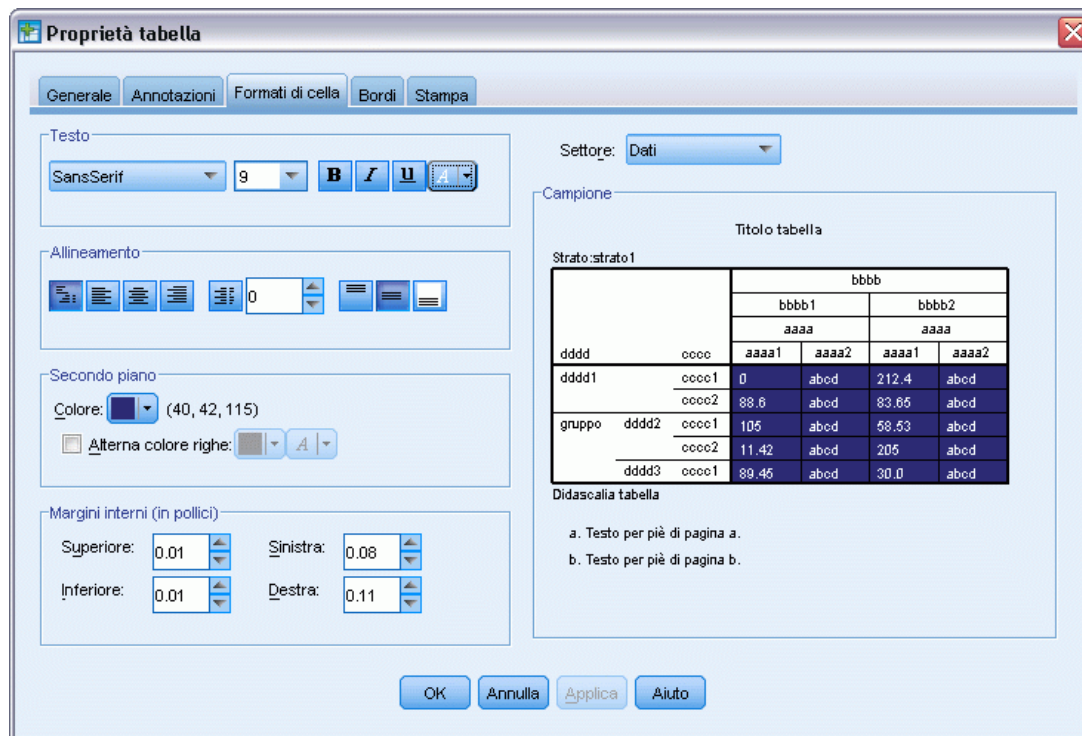 Proprietà tabella
Generale Annotazioni Formati di cella Bordi Stampa
Testo
SansSerif 9 B I u A
Allineamento
0
Secondo piano
Colore: (40, 42, 115)
Alterna colore righe: A
Margini interni (in pollici)
Superiore: 0.01 Sinistra: 0.08
Inferiore: 0.01 Destra: 0.11
Settore: Dati
Campione
Titolo tabella
Strato:strato1
bbbb
bbbb1 bbbb2
aaaa aaaa
dddd cccc aaaa1 aaaa2 aaaa1 aaaa2
dddd1 cccc1 0 abcd 212.4 abcd
cccc2 88.6 abcd 83.65 abcd
gruppo dddd2 cccc1 105 abcd 58.53 abcd
cccc2 11.42 abcd 205 abcd
dddd3 cccc1 89.45 abcd 30.0 abcd
Didascalia tabella
a. Testo per piè di pagina a.
b. Testo per piè di pagina b.
OK Annulla Applica Aiuto